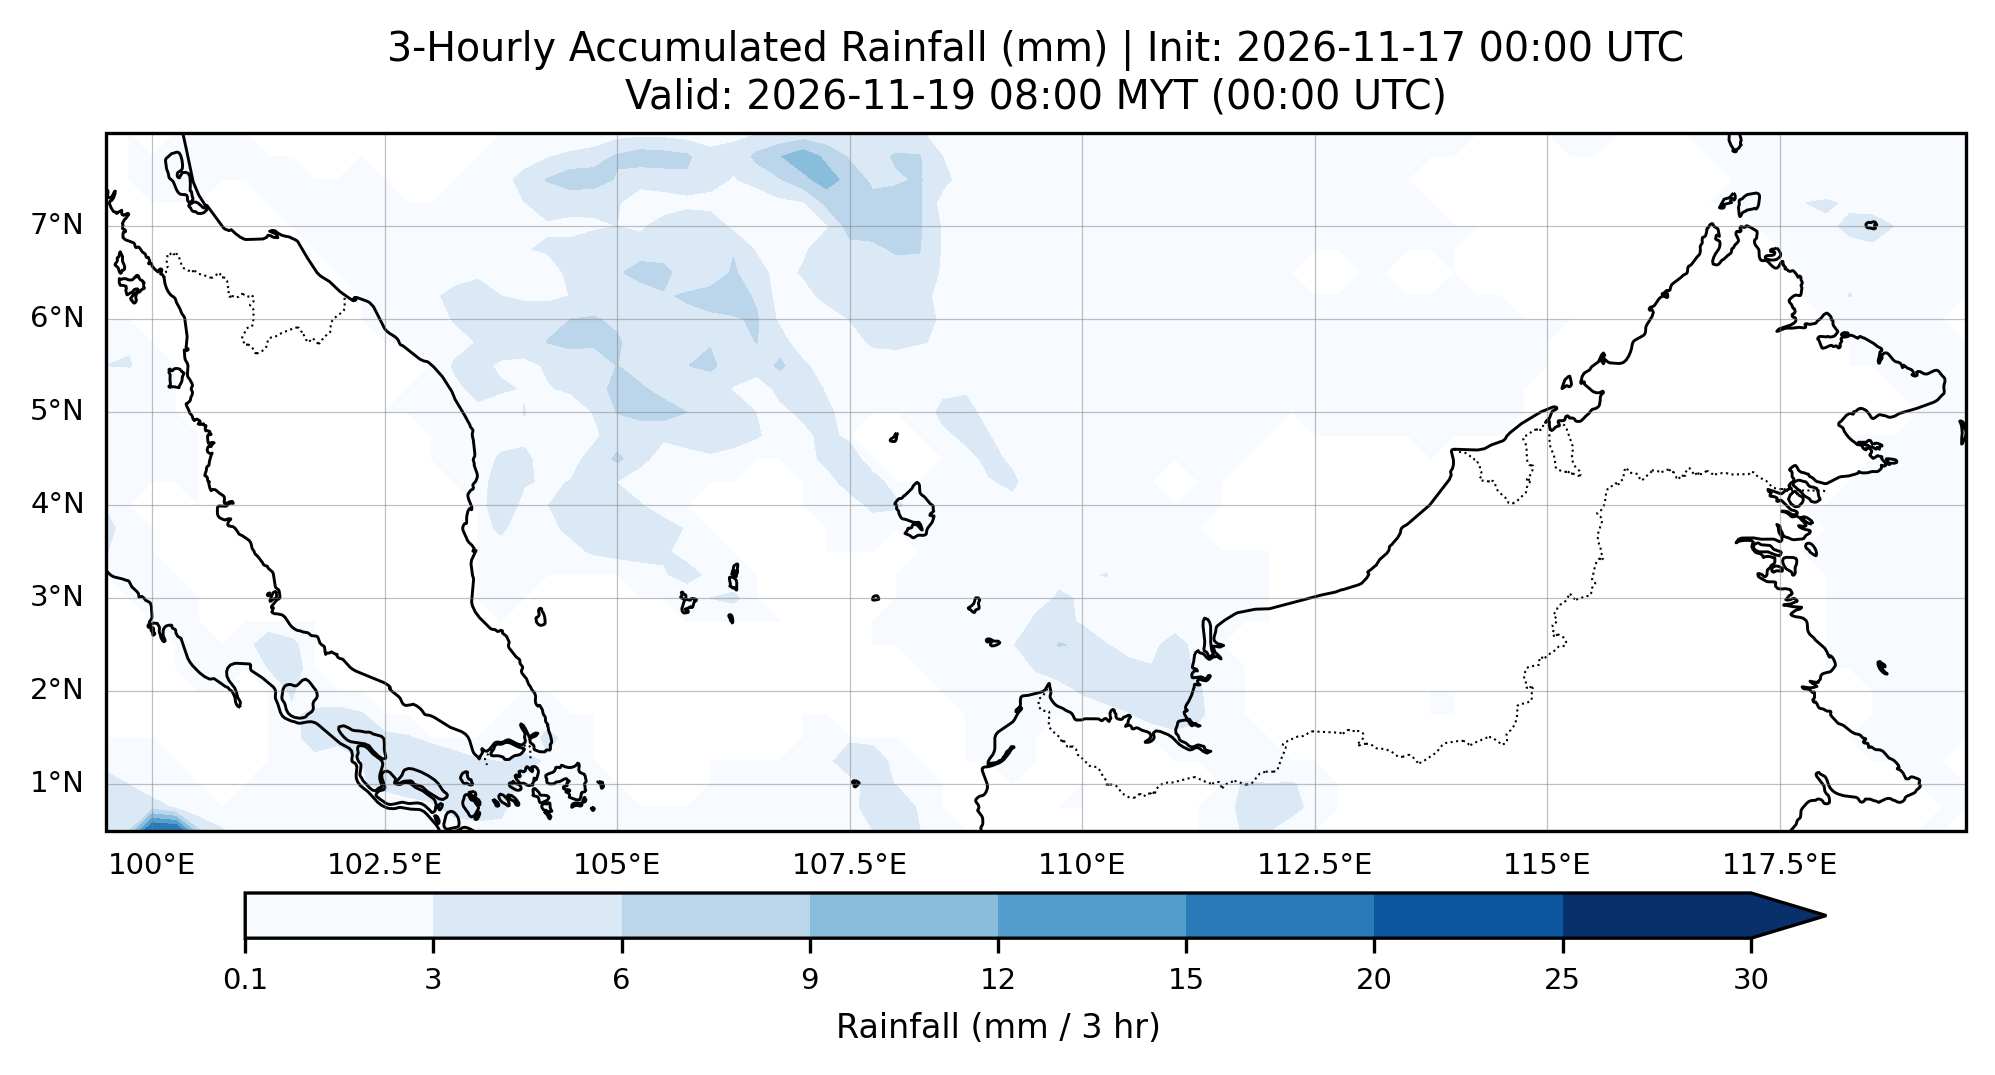 3-Hourly Accumulated Rainfall (mm) | Init: 2026-11-17 00:00 UTC
Valid: 2026-11-19 08:00 MYT (00:00 UTC)
7°N
6°N
5°N
4°N
3°N
2°N
1°N
100°E 102.5°E 105°E 107.5°E 110°E 112.5°E 115°E 117.5°E
0.1 3 6 9 12 15 20 25 30
Rainfall (mm / 3 hr)